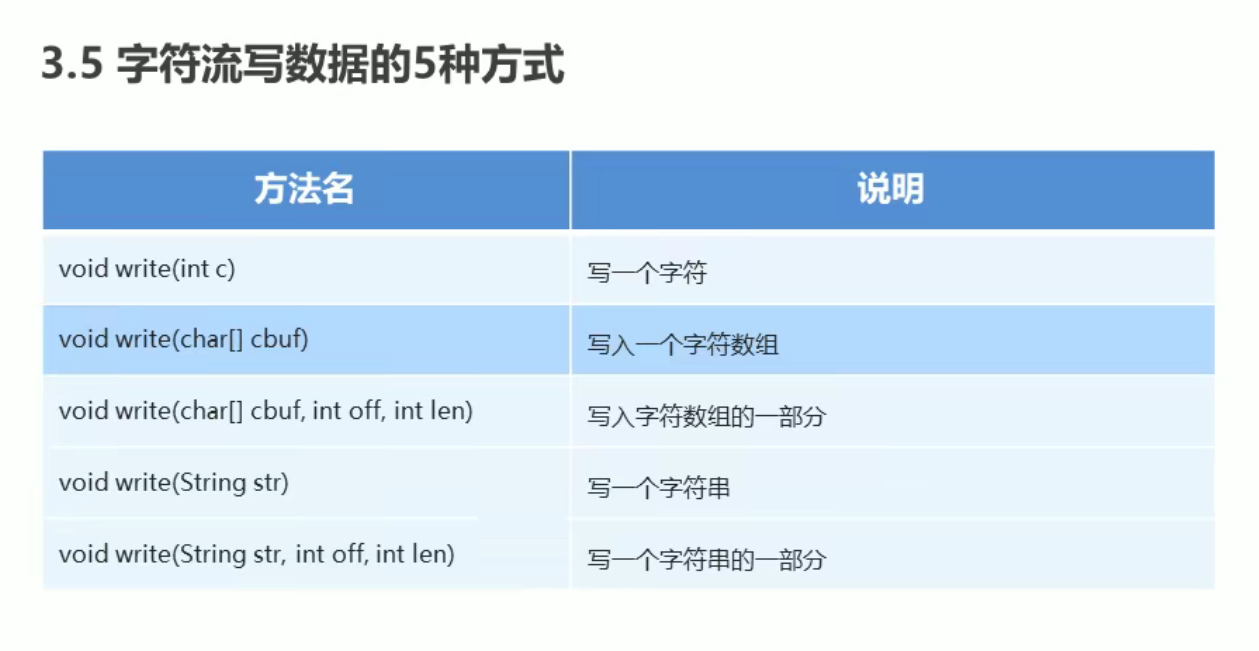 3.5 字符流写数据的5种方式
方法名 说明
void write(int c) 写一个字符
void write(char[] cbuf) 写入一个字符数组
void write(char[] cbuf, int off, int len) 写入字符数组的一部分
void write(String str) 写一个字符串
void write(String str, int off, int len) 写一个字符串的一部分